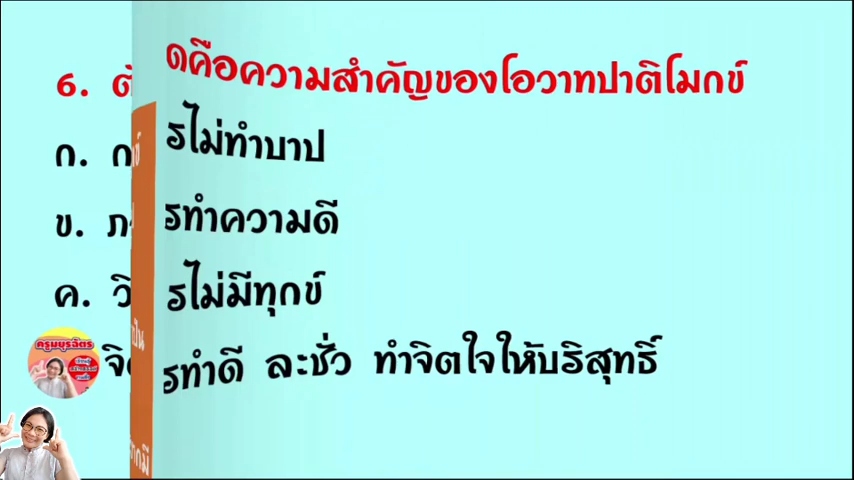 6. ดคือความสำคัญของโอวาทปาติโมกข์
ก. รไม่ทำบาป
ข. รทำความดี
ค. วิ รไม่มีทุกข์
จิ รทำดี ละชั่ว ทำจิตใจให้บริสุทธิ์
ครูมยุรฉัตร